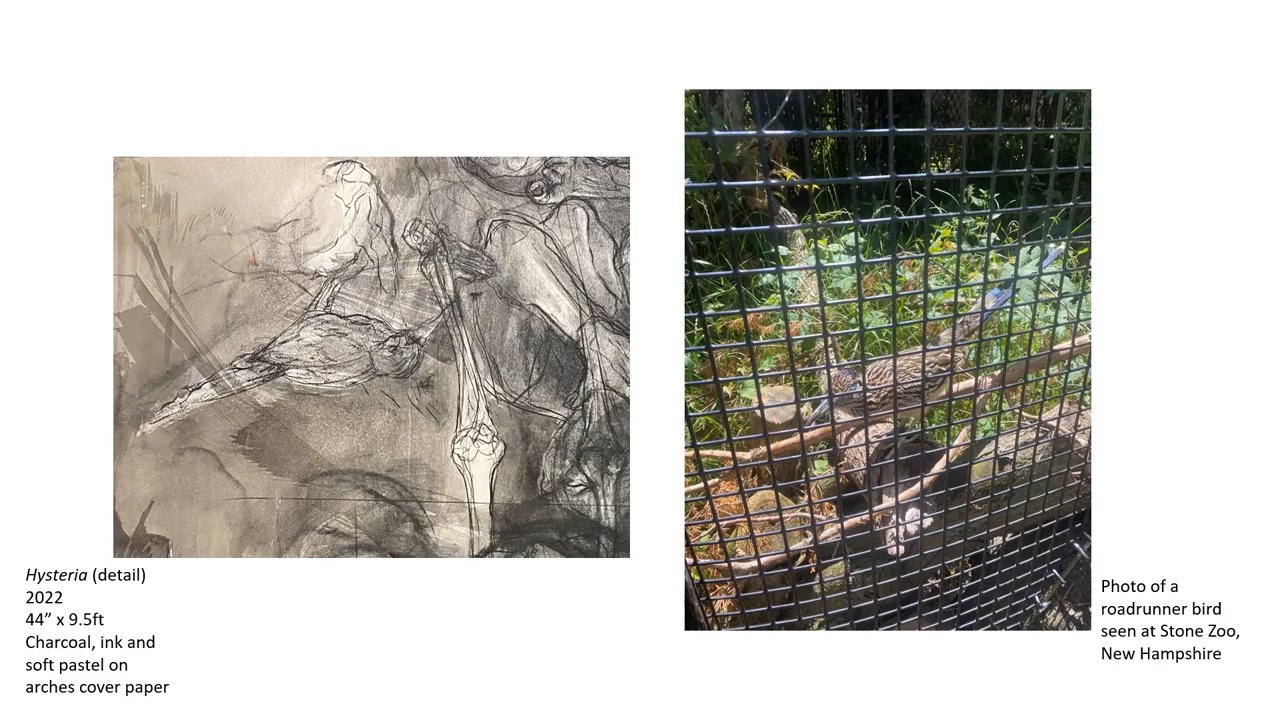 Hysteria (detail)
2022
44” x 9.5ft
Charcoal, ink and
soft pastel on
arches cover paper
Photo of a
roadrunner bird
seen at Stone Zoo,
New Hampshire